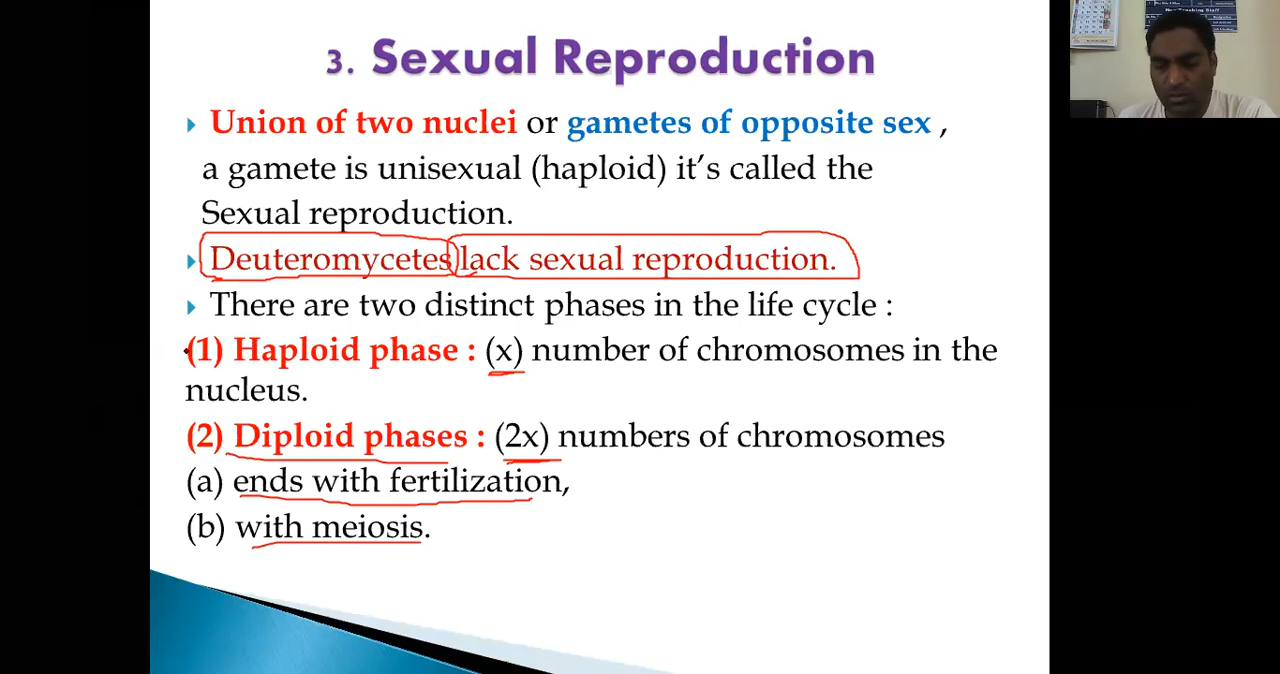 3. Sexual Reproduction
Union of two nuclei or gametes of opposite sex ,
a gamete is unisexual (haploid) it’s called the
Sexual reproduction.
Deuteromycetes lack sexual reproduction.
There are two distinct phases in the life cycle :
(1) Haploid phase : (x) number of chromosomes in the
nucleus.
(2) Diploid phases : (2x) numbers of chromosomes
(a) ends with fertilization,
(b) with meiosis.